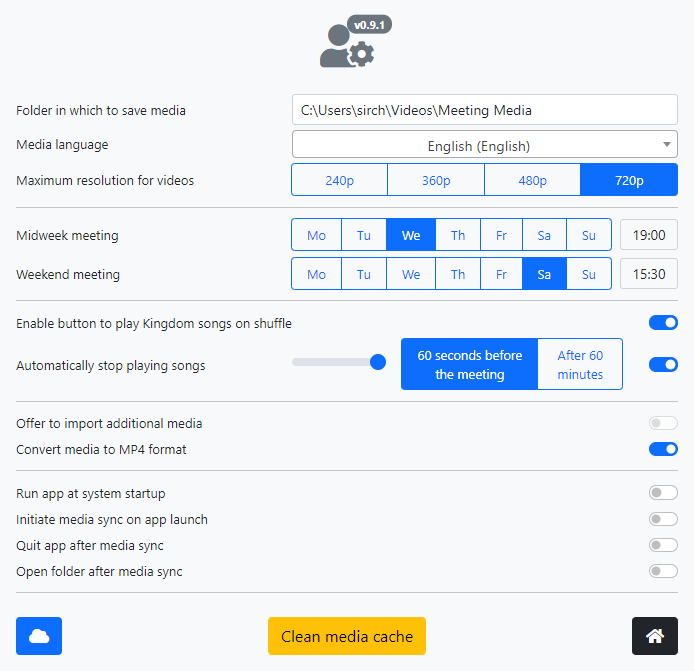 v0.9.1
Folder in which to save media C:\Users\sirch\Videos\Meeting Media
Media language English (English)
Maximum resolution for videos 240p 360p 480p 720p
Midweek meeting Mo Tu We Th Fr Sa Su 19:00
Weekend meeting Mo Tu We Th Fr Sa Su 15:30
Enable button to play Kingdom songs on shuffle
Automatically stop playing songs
60 seconds before
the meeting
After 60
minutes
Offer to import additional media
Convert media to MP4 format
Run app at system startup
Initiate media sync on app launch
Quit app after media sync
Open folder after media sync
Clean media cache